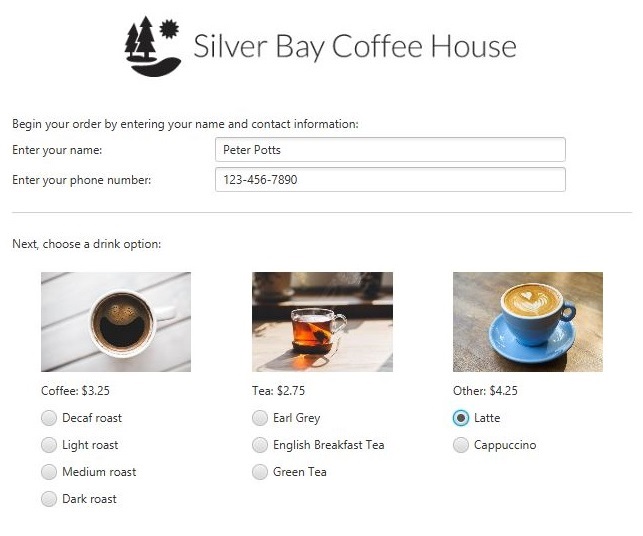 Silver Bay Coffee House
Begin your order by entering your name and contact information:
Enter your name: Peter Potts
Enter your phone number: 123-456-7890
Next, choose a drink option:
Coffee: $3.25
Decaf roast
Light roast
Medium roast
Dark roast
Tea: $2.75
Earl Grey
English Breakfast Tea
Green Tea
Other: $4.25
Latte
Cappuccino